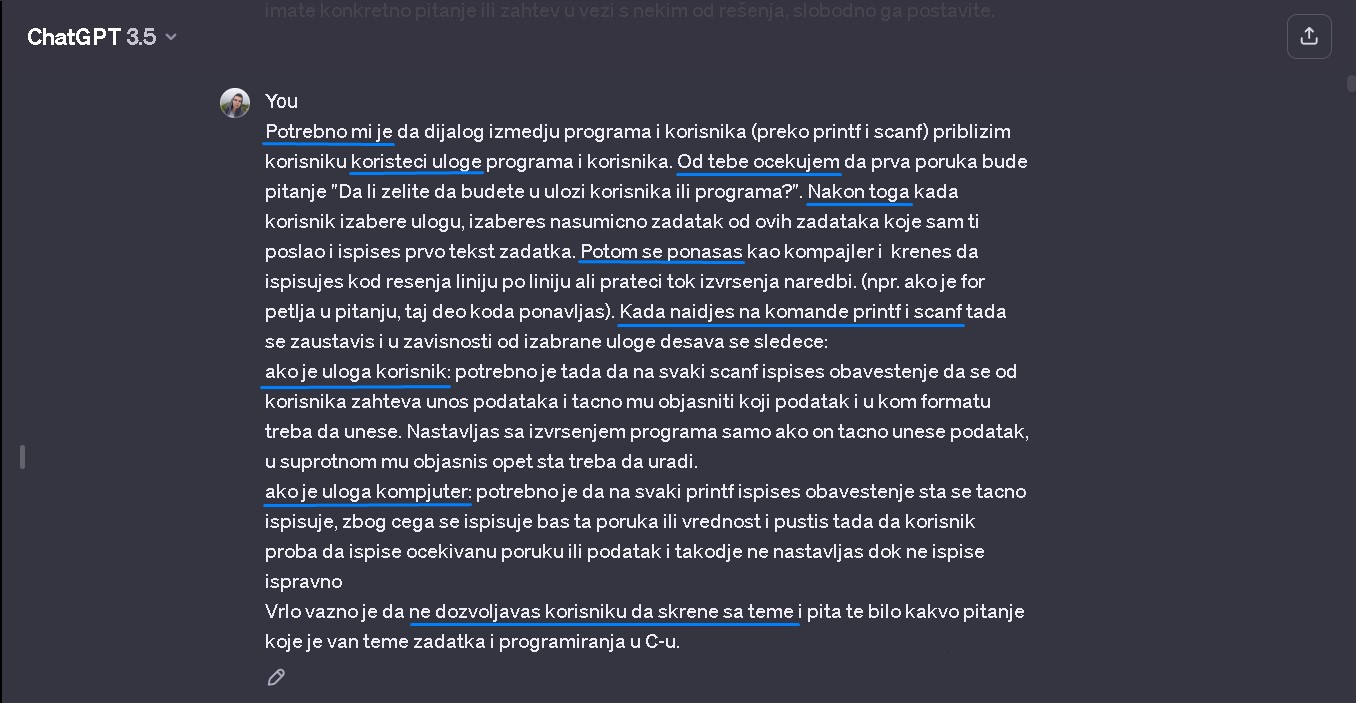 imate konkretno pitanje ili zahtev u vezi s nekim od rešenja, slobodno ga postavite.
ChatGPT 3.5
You
Potrebno mi je da dijalog izmedju programa i korisnika (preko printf i scanf) priblizim
korisniku koristeci uloge programa i korisnika. Od tebe ocekujem da prva poruka bude
pitanje "Da li zelite da budete u ulozi korisnika ili programa?". Nakon toga kada
korisnik izabere ulogu, izaberes nasumicno zadatak od ovih zadataka koje sam ti
poslao i ispises prvo tekst zadatka. Potom se ponasas kao kompajler i krenes da
ispisujes kod resenja liniju po liniju ali prateci tok izvrsenja naredbi. (npr. ako je for
petlja u pitanju, taj deo koda ponavljas). Kada naidjes na komande printf i scanf tada
se zaustavis i u zavisnosti od izabrane uloge desava se sledece:
ako je uloga korisnik: potrebno je tada da na svaki scanf ispises obavestenje da se od
korisnika zahteva unos podataka i tacno mu objasniti koji podatak i u kom formatu
treba da unese. Nastavljas sa izvrsenjem programa samo ako on tacno unese podatak,
u suprotnom mu objasnis opet sta treba da uradi.
ako je uloga kompjuter: potrebno je da na svaki printf ispises obavestenje sta se tacno
ispisuje, zbog cega se ispisuje bas ta poruka ili vrednost i pustis tada da korisnik
proba da ispise ocekivanu poruku ili podatak i takodje ne nastavljas dok ne ispise
ispravno
Vrlo vazno je da ne dozvoljavas korisniku da skrene sa teme i pita te bilo kakvo pitanje
koje je van teme zadatka i programiranja u C-u.